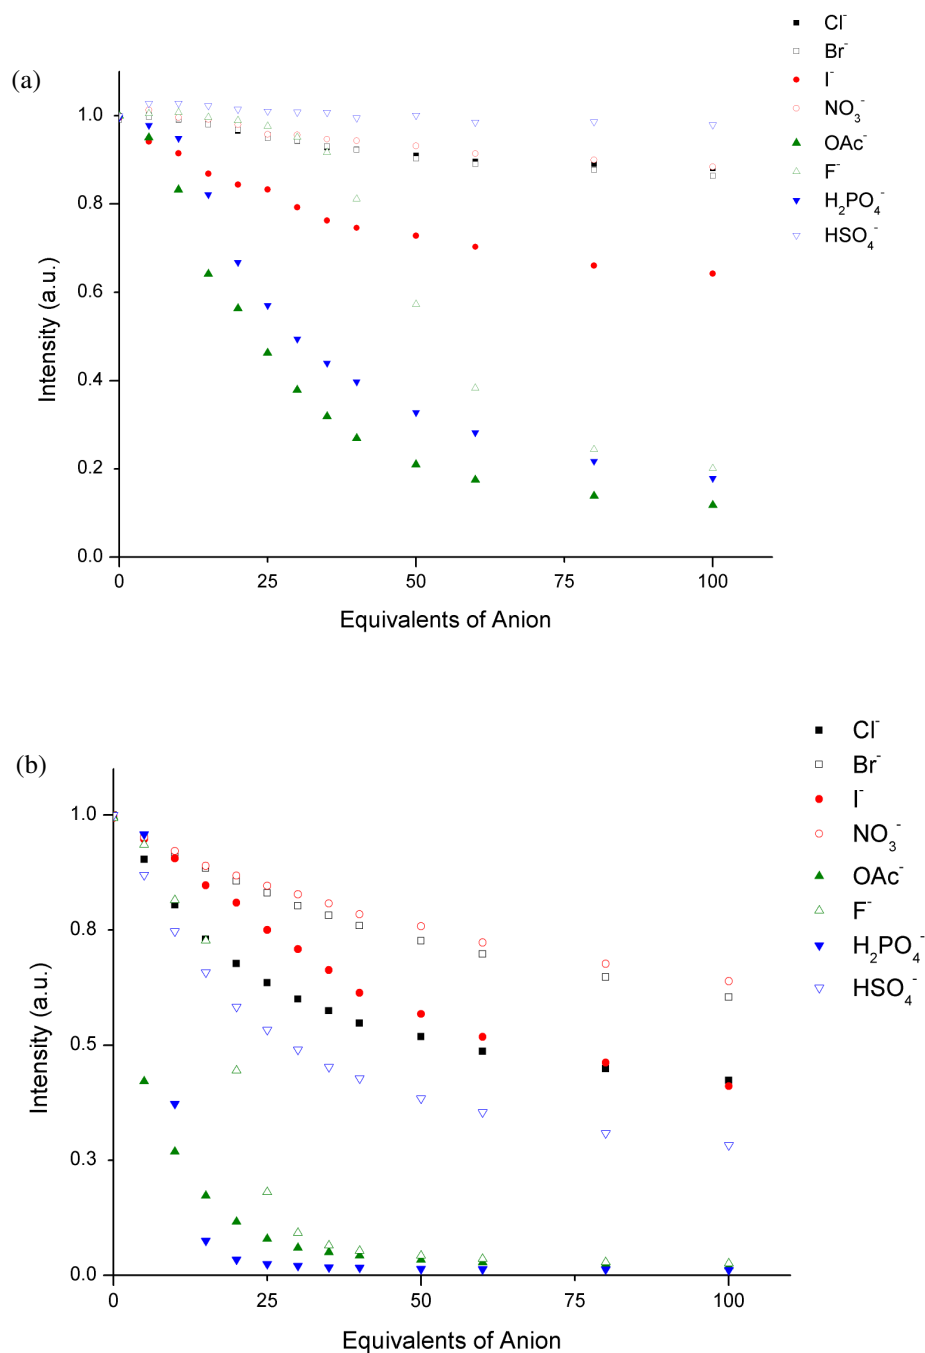 (a)
Cl⁻
Br⁻
I⁻
NO₃⁻
OAc⁻
F⁻
H₂PO₄⁻
HSO₄⁻
Intensity (a.u.)
1.0
0.8
0.6
0.4
0.2
0.0
0 25 50 75 100
Equivalents of Anion
(b)
Cl⁻
Br⁻
I⁻
NO₃⁻
OAc⁻
F⁻
H₂PO₄⁻
HSO₄⁻
Intensity (a.u.)
1.0
0.8
0.5
0.3
0.0
0 25 50 75 100
Equivalents of Anion